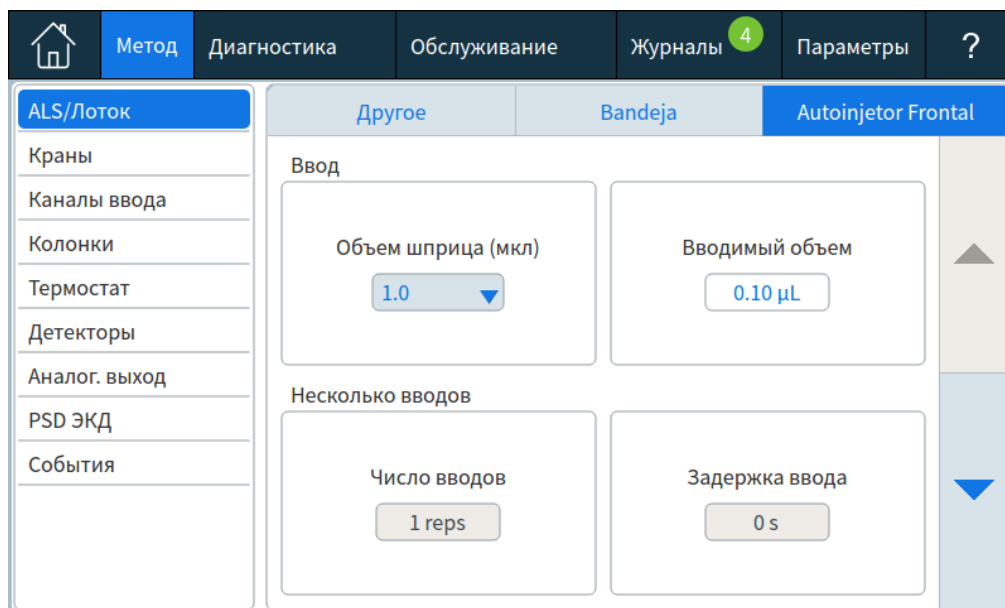 Метод
Диагностика
Обслуживание
Журналы
4
Параметры
?
ALS/Лоток
Краны
Каналы ввода
Колонки
Термостат
Детекторы
Аналог. выход
PSD ЭКД
События
Другое
Bandeja
Autoinjetor Frontal
Ввод
Объем шприца (мкл)
1.0
Вводимый объем
0.10 µL
Несколько вводов
Число вводов
1 reps
Задержка ввода
0 s